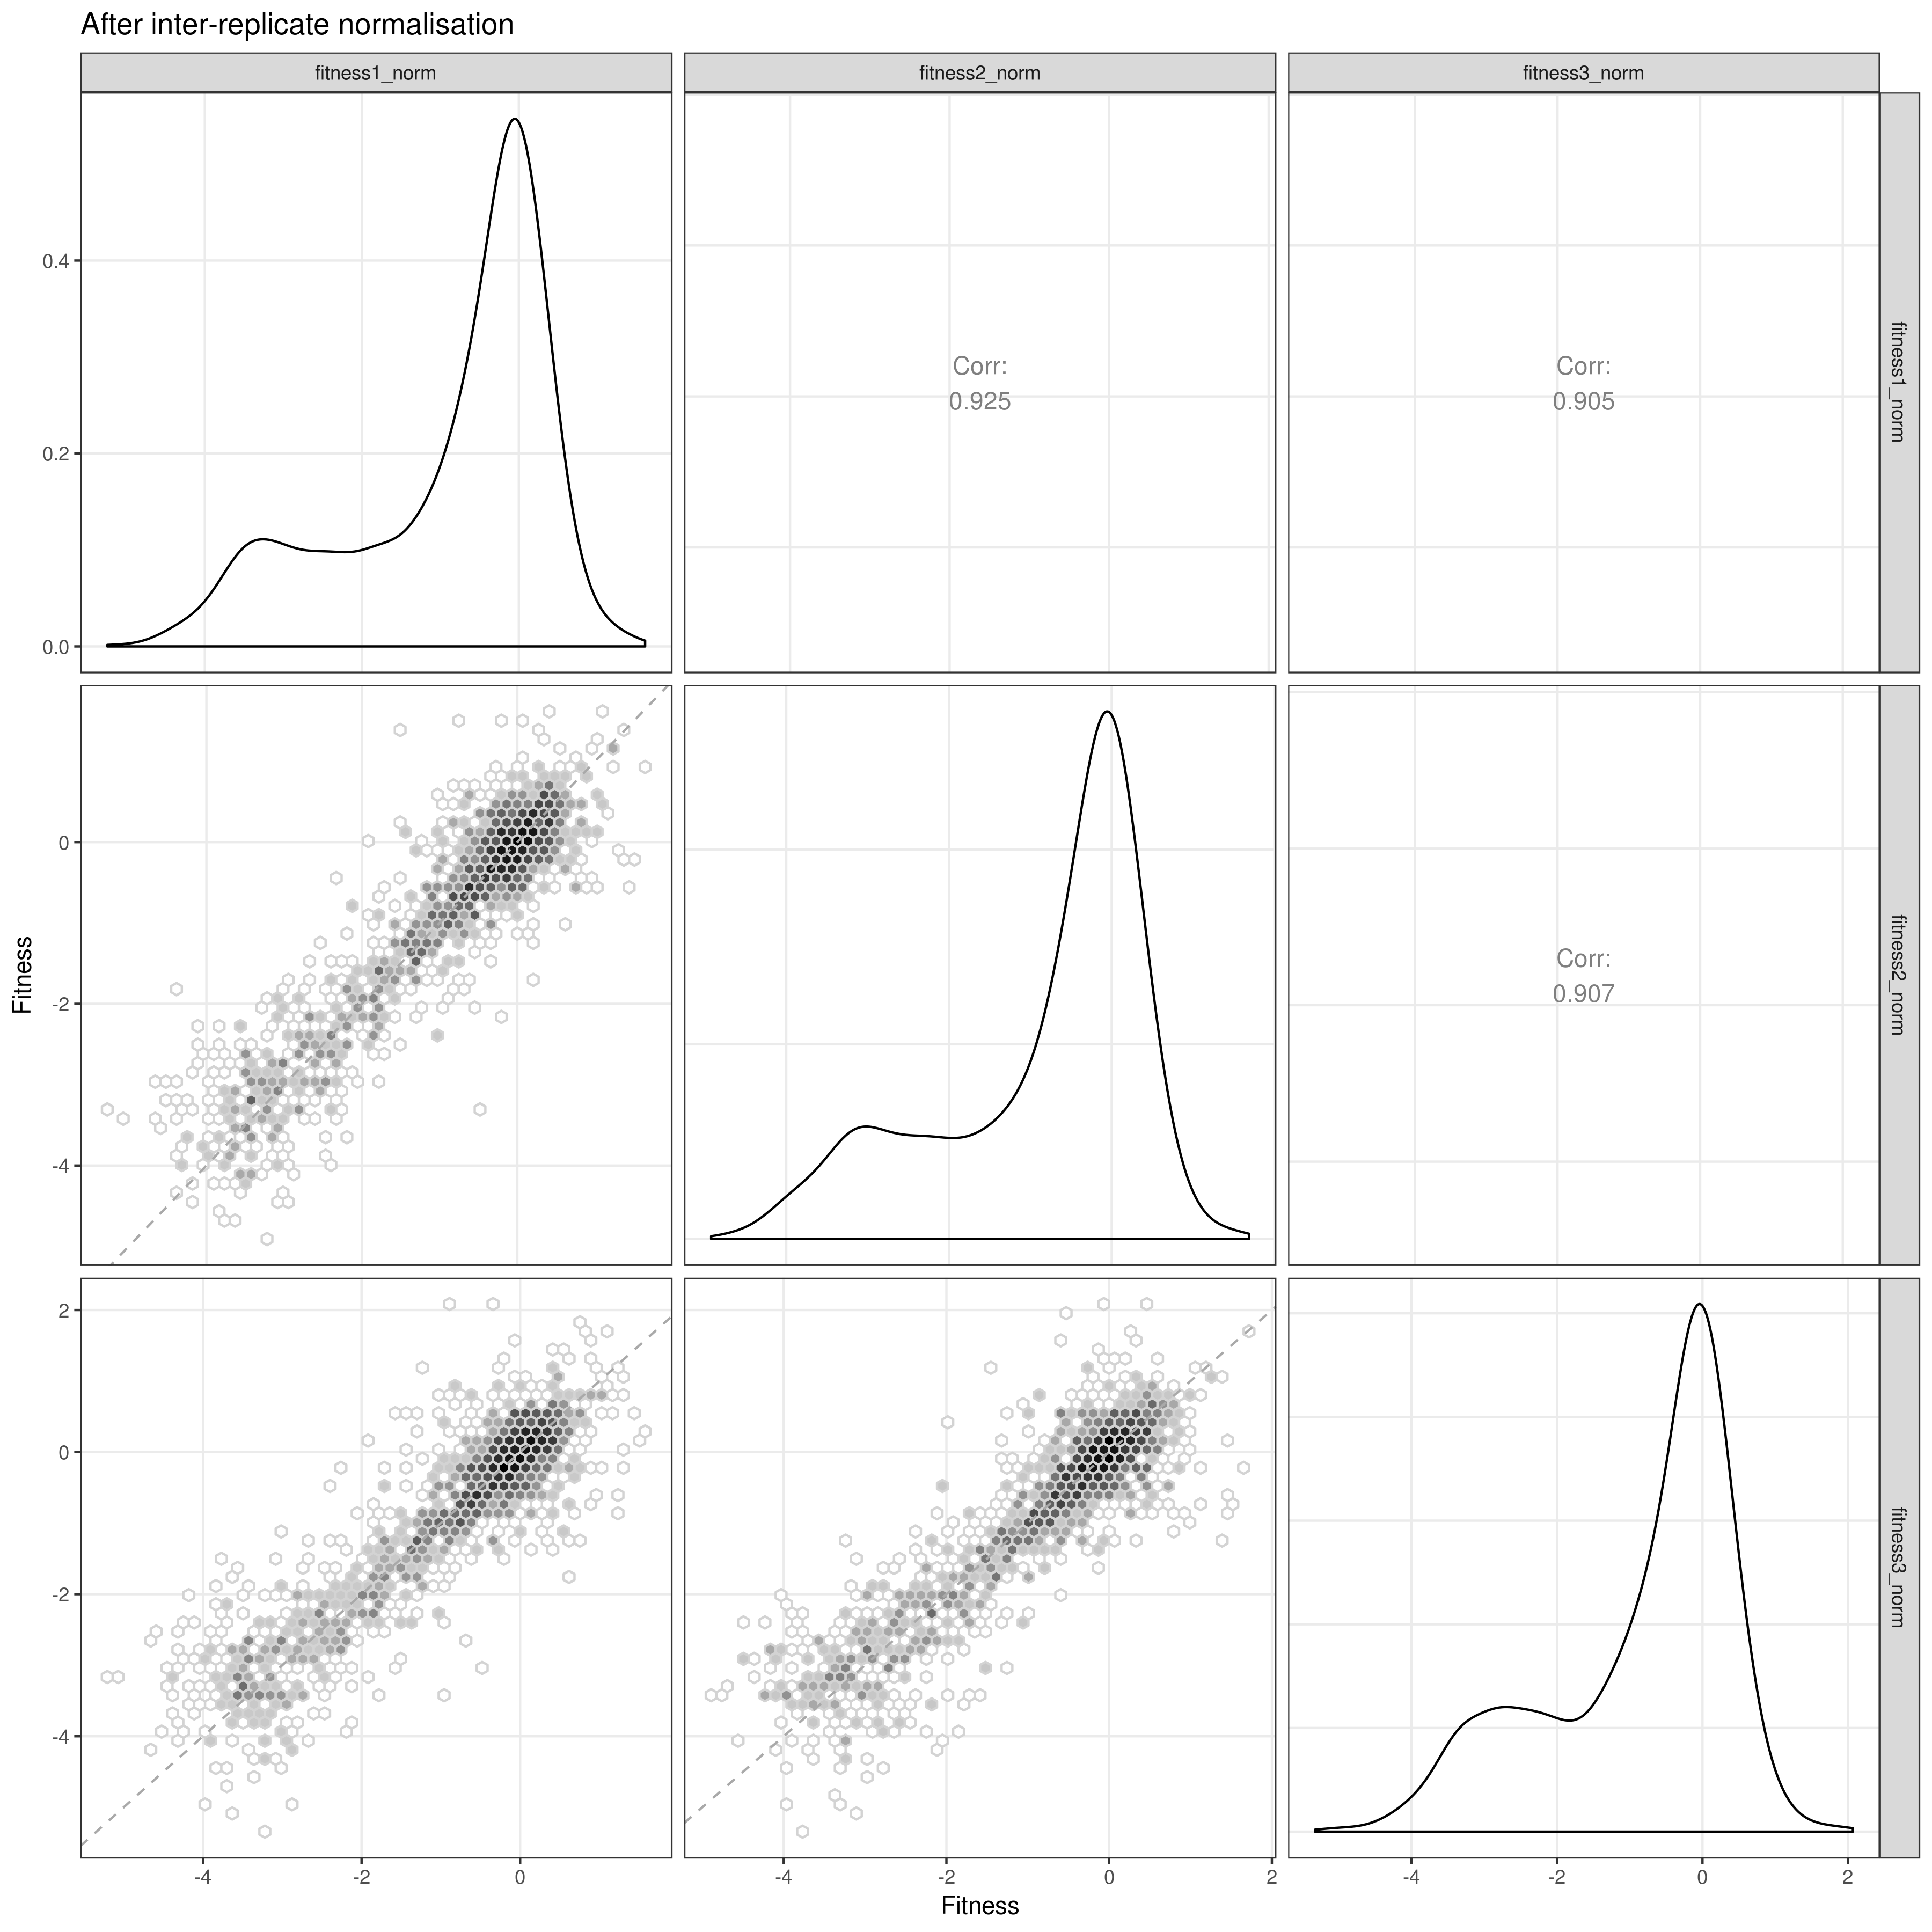 After inter-replicate normalisation
fitness1_norm
fitness2_norm
fitness3_norm
0.4
0.2
0.0
Corr:
0.925
Corr:
0.905
fitness1_norm
0
-2
-4
Corr:
0.907
fitness2_norm
Fitness
2
0
-2
-4
fitness3_norm
-4
-2
0
-4
-2
0
2
-4
-2
0
2
Fitness